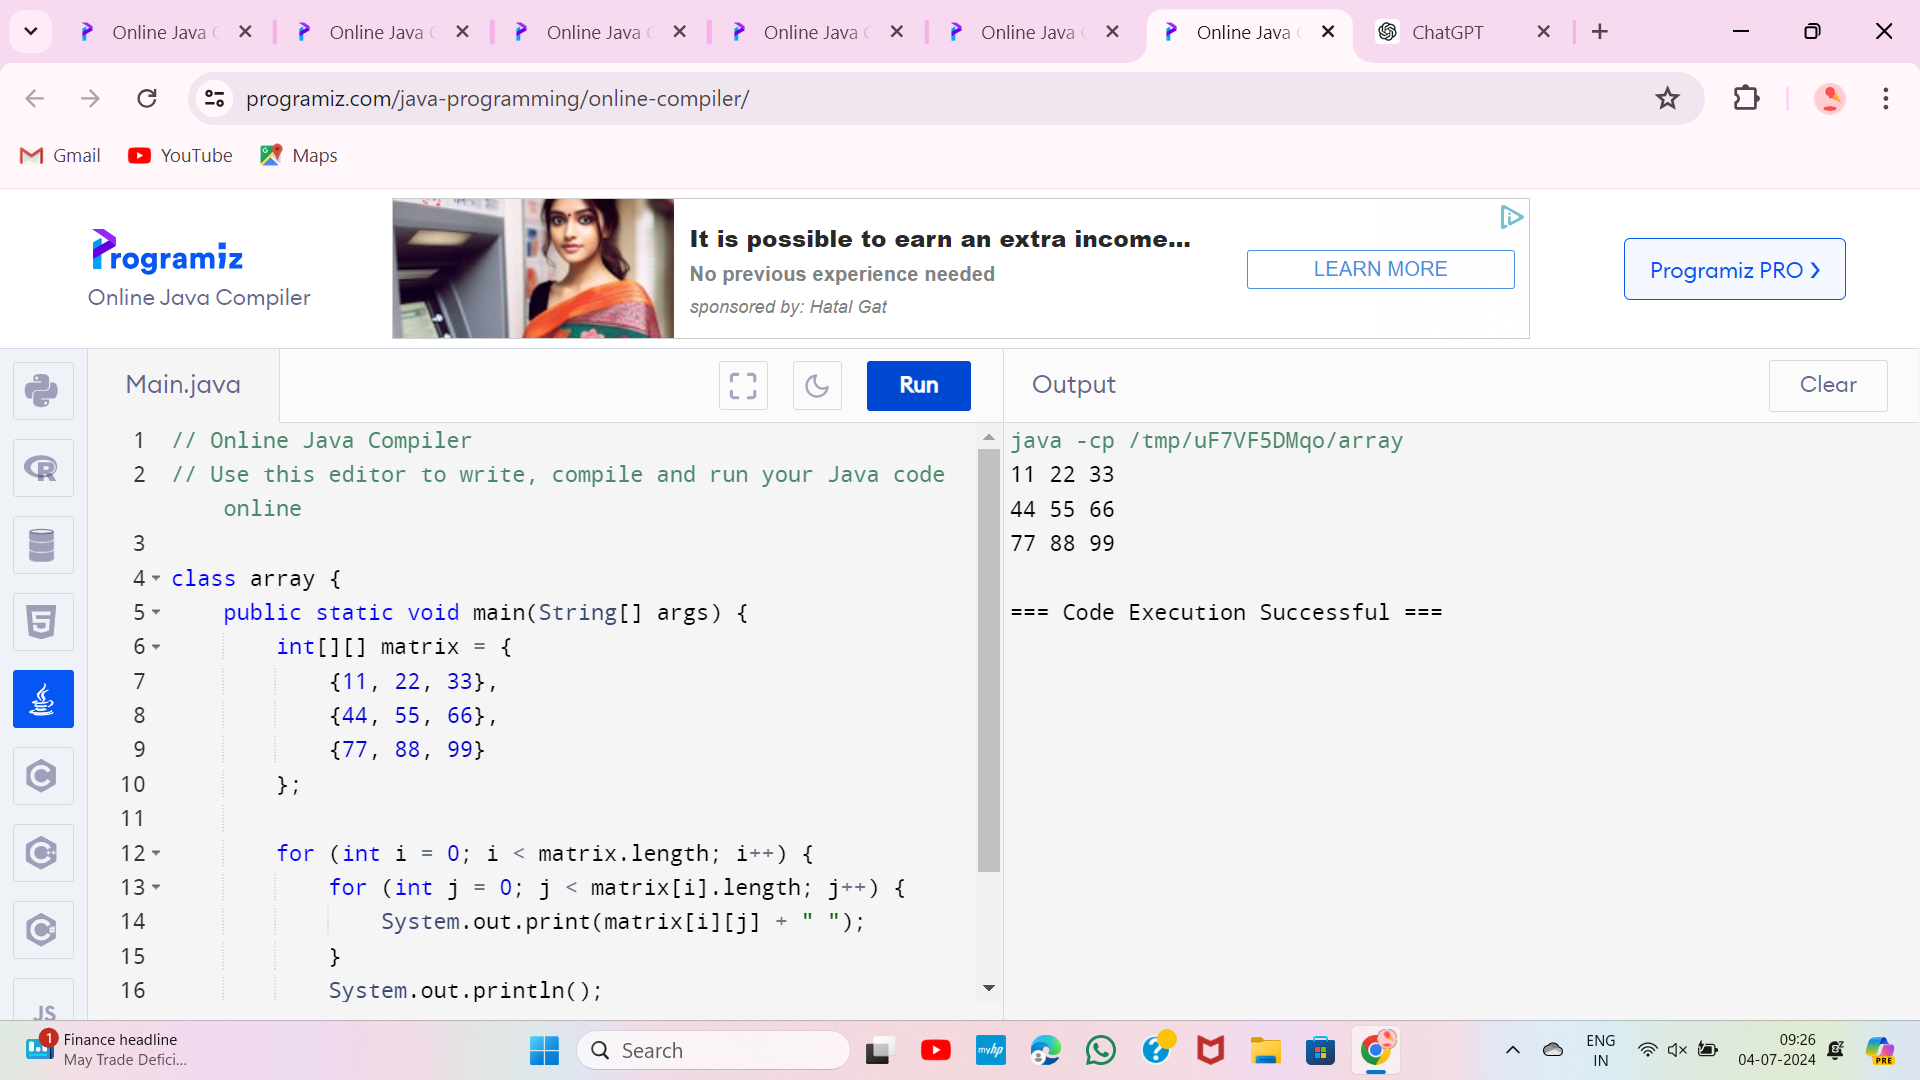 Online Java C
Online Java C
Online Java C
Online Java C
Online Java C
Online Java C
ChatGPT
programiz.com/java-programming/online-compiler/
Gmail
YouTube
Maps
Programiz
Online Java Compiler
It is possible to earn an extra income...
No previous experience needed
sponsored by: Hatal Gat
LEARN MORE
Programiz PRO
Main.java
Run
Output
Clear
1 // Online Java Compiler
2 // Use this editor to write, compile and run your Java code
online
3
4 class array {
5 public static void main(String[] args) {
6 int[][] matrix = {
7 {11, 22, 33},
8 {44, 55, 66},
9 {77, 88, 99}
10 };
11
12 for (int i = 0; i < matrix.length; i++) {
13 for (int j = 0; j < matrix[i].length; j++) {
14 System.out.print(matrix[i][j] + " ");
15 }
16 System.out.println();
java -cp /tmp/uF7VF5DMqo/array
11 22 33
44 55 66
77 88 99
=== Code Execution Successful ===
JS
1
Finance headline
May Trade Defici...
Search
myhp
ENG
IN
09:26
04-07-2024
PRE